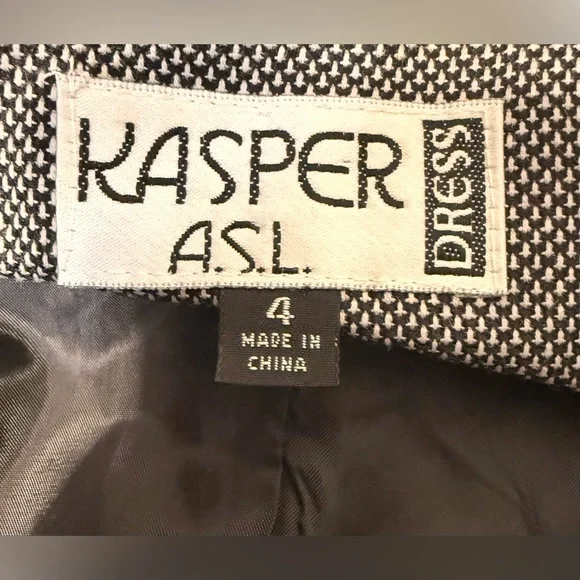 KASPER
A.S.L.
DRESS
4
MADE IN
CHINA